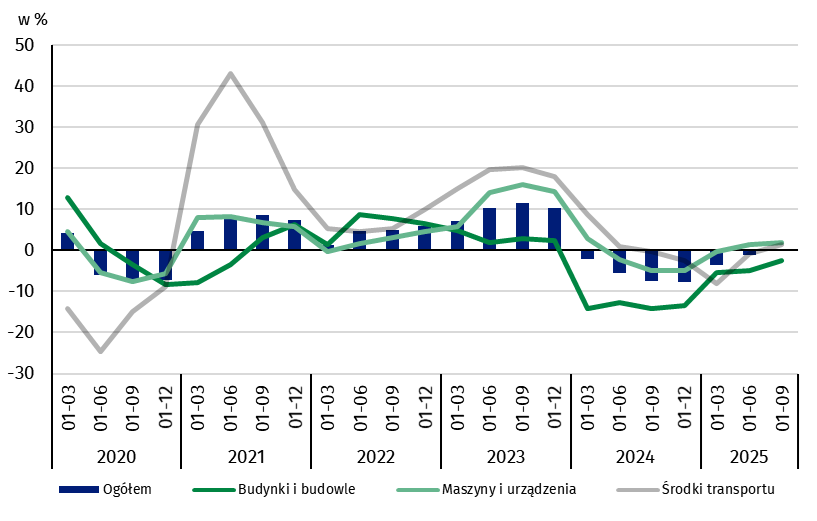 w %
50
40
30
20
10
0
-10
-20
-30
01-03 01-06 01-09 01-12 01-03 01-06 01-09 01-12 01-03 01-06 01-09 01-12 01-03 01-06 01-09 01-12 01-03 01-06 01-09 01-12 01-03 01-06 01-09
2020 2021 2022 2023 2024 2025
Ogółem Budynki i budowle Maszyny i urządzenia Środki transportu